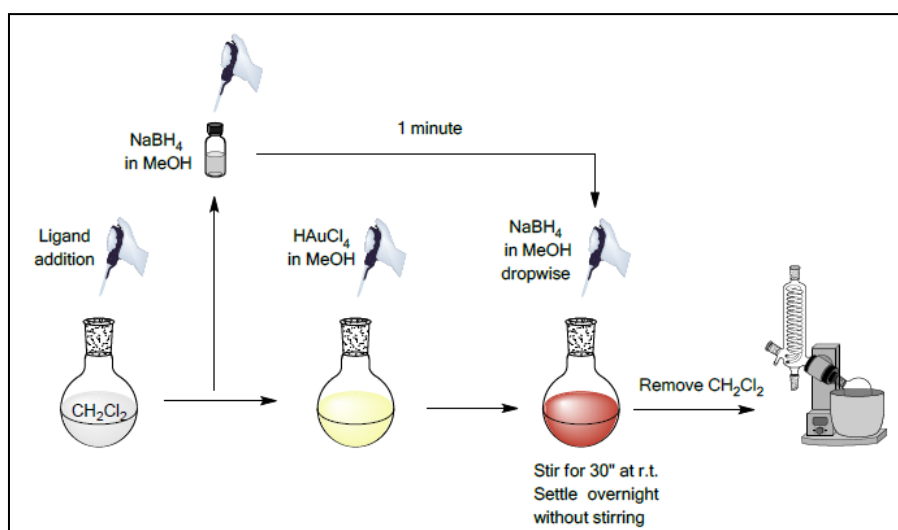 1 minute
NaBH4
in MeOH
Ligand
addition
HAuCl4
in MeOH
NaBH4
in MeOH
dropwise
CH2Cl2
Remove CH2Cl2
Stir for 30" at r.t.
Settle overnight
without stirring